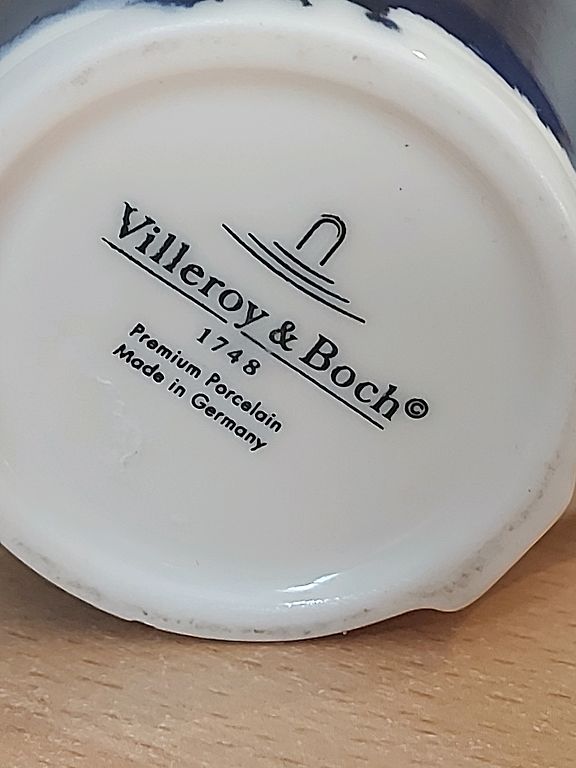 Villeroy & Boch©
1748
Premium Porcelain
Made in Germany